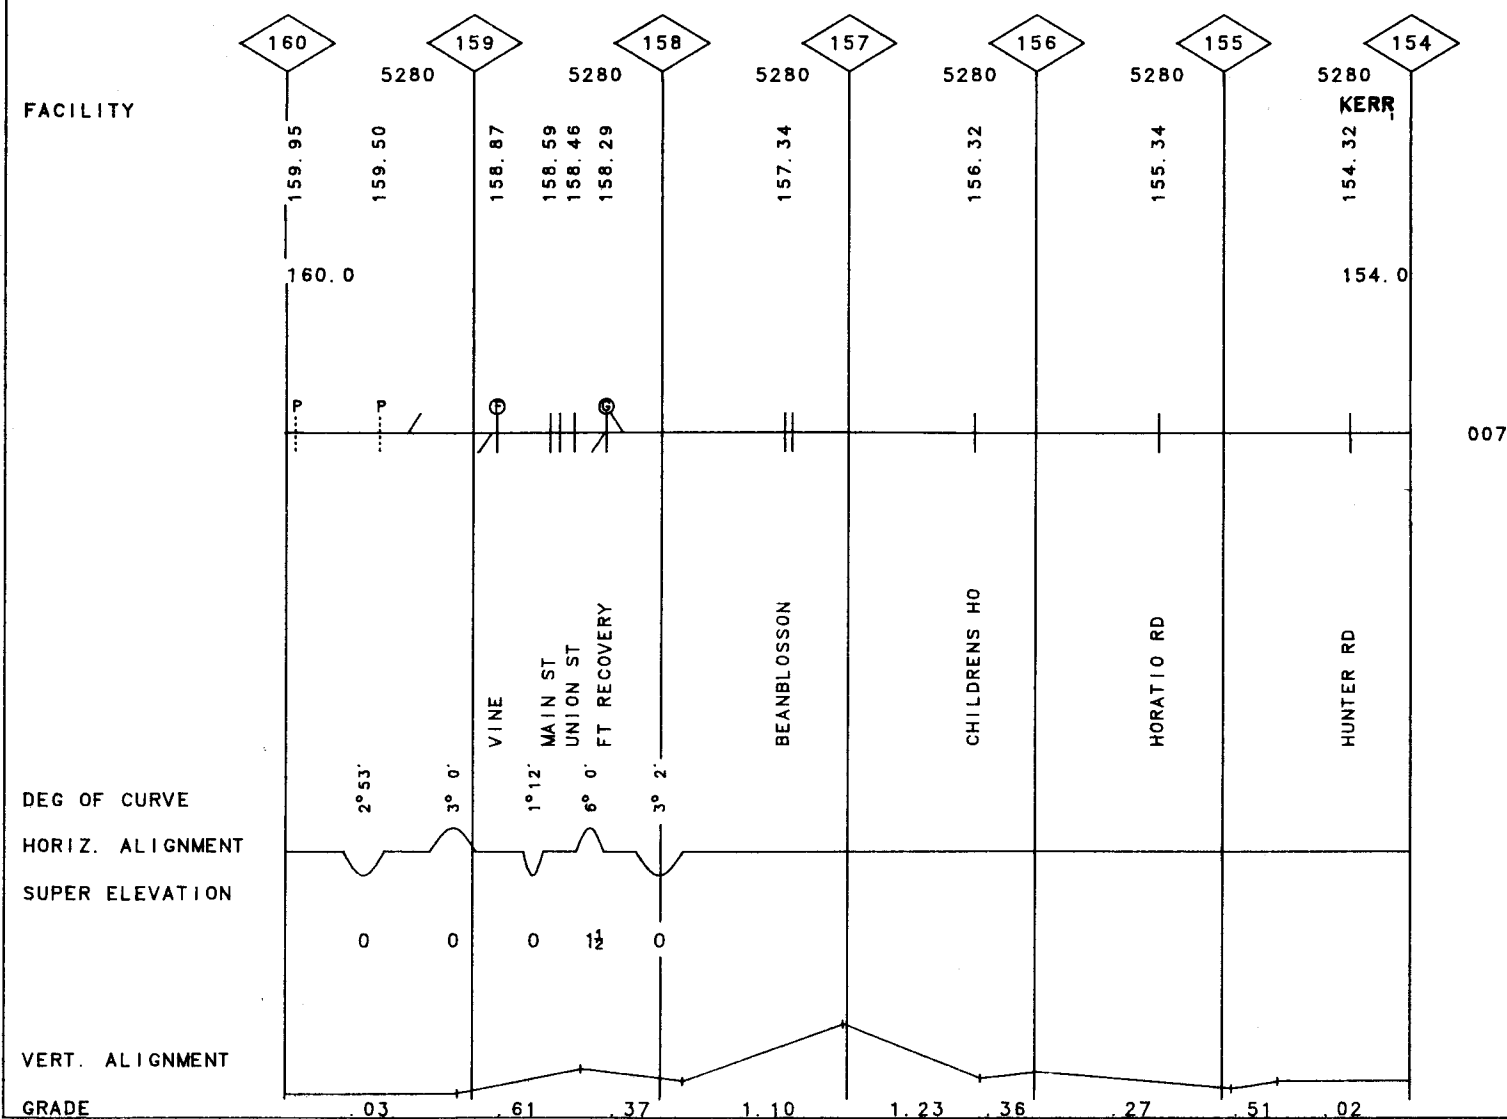 160 159 158 157 156 155 154
5280 5280 5280 5280 5280 5280
FACILITY
KERR
159.95 159.50 158.87 158.59 158.46 158.29 157.34 156.32 155.34 154.32
160.0 154.0
P P F G
007
VINE
MAIN ST
UNION ST
FT RECOVERY
BEANBLOSSON
CHILDRENS HO
HORATIO RD
HUNTER RD
DEG OF CURVE 2°53' 3° 0' 1°12' 6° 0' 3° 2'
HORIZ. ALIGNMENT
SUPER ELEVATION
0 0 0 1½ 0
VERT. ALIGNMENT
GRADE .03 .61 .37 1.10 1.23 .36 .27 .51 .02